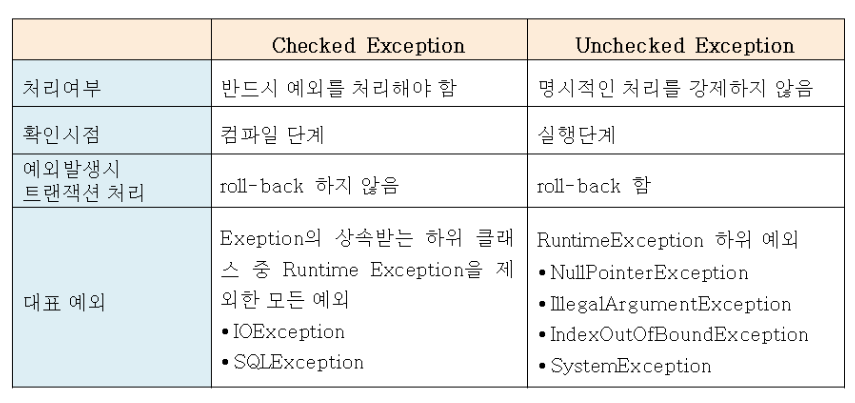 Checked Exception
Unchecked Exception
처리여부
반드시 예외를 처리해야 함
명시적인 처리를 강제하지 않음
확인시점
컴파일 단계
실행단계
예외발생시
트랜잭션 처리
roll-back 하지 않음
roll-back 함
대표 예외
Exeption의 상속받는 하위 클래
스 중 Runtime Exception을 제
외한 모든 예외
•IOException
•SQLException
RuntimeException 하위 예외
•NullPointerException
•IllegalArgumentException
•IndexOutOfBoundException
•SystemException